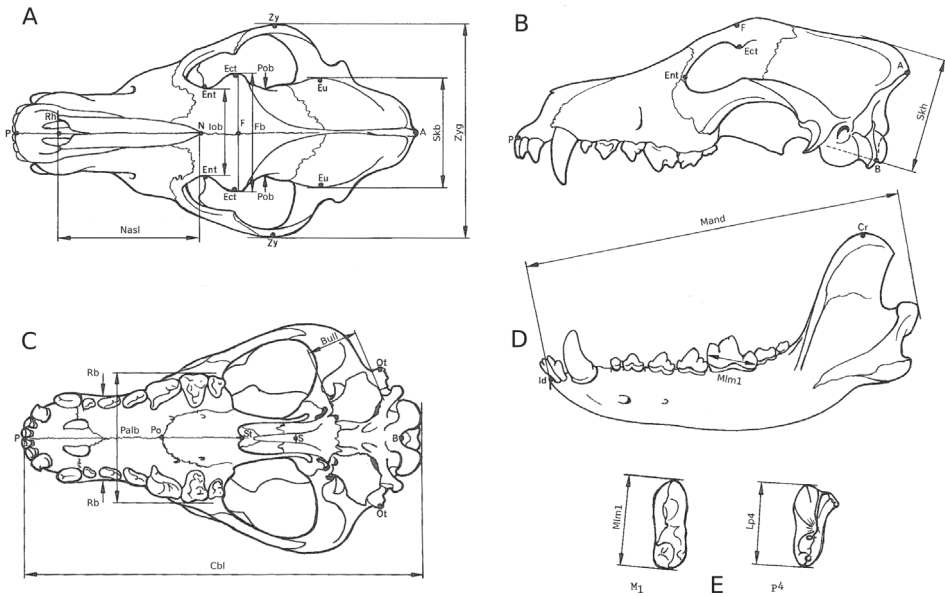 A
Zy
Ect
Pob
Eu
Ent
Rh
P
N
Iob
F
Fb
A
Skb
Zyg
Ent
Ect
Pob
Eu
Nasl
Zy
B
F
Ect
Ent
A
P
Skh
B
C
Bull
Rb
Ot
P
Palb
Po
St
S
B
Rb
Ot
Cbl
D
Mand
Cr
Id
Mlm1
Mlm1
M1
E
Lp4
P4